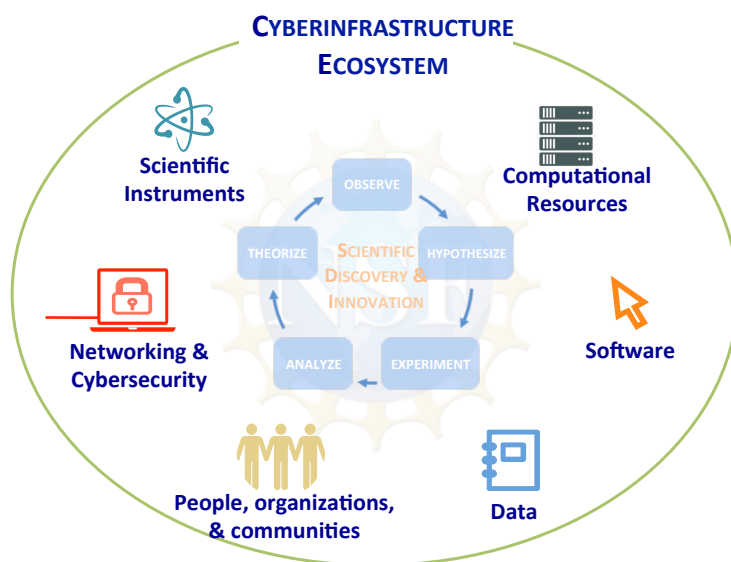 CYBERINFRASTRUCTURE
ECOSYSTEM
Scientific
Instruments
Computational
Resources
OBSERVE
THEORIZE
SCIENTIFIC
DISCOVERY &
INNOVATION
HYPOTHESIZE
NSF
Networking &
Cybersecurity
Software
ANALYZE
EXPERIMENT
People, organizations,
& communities
Data